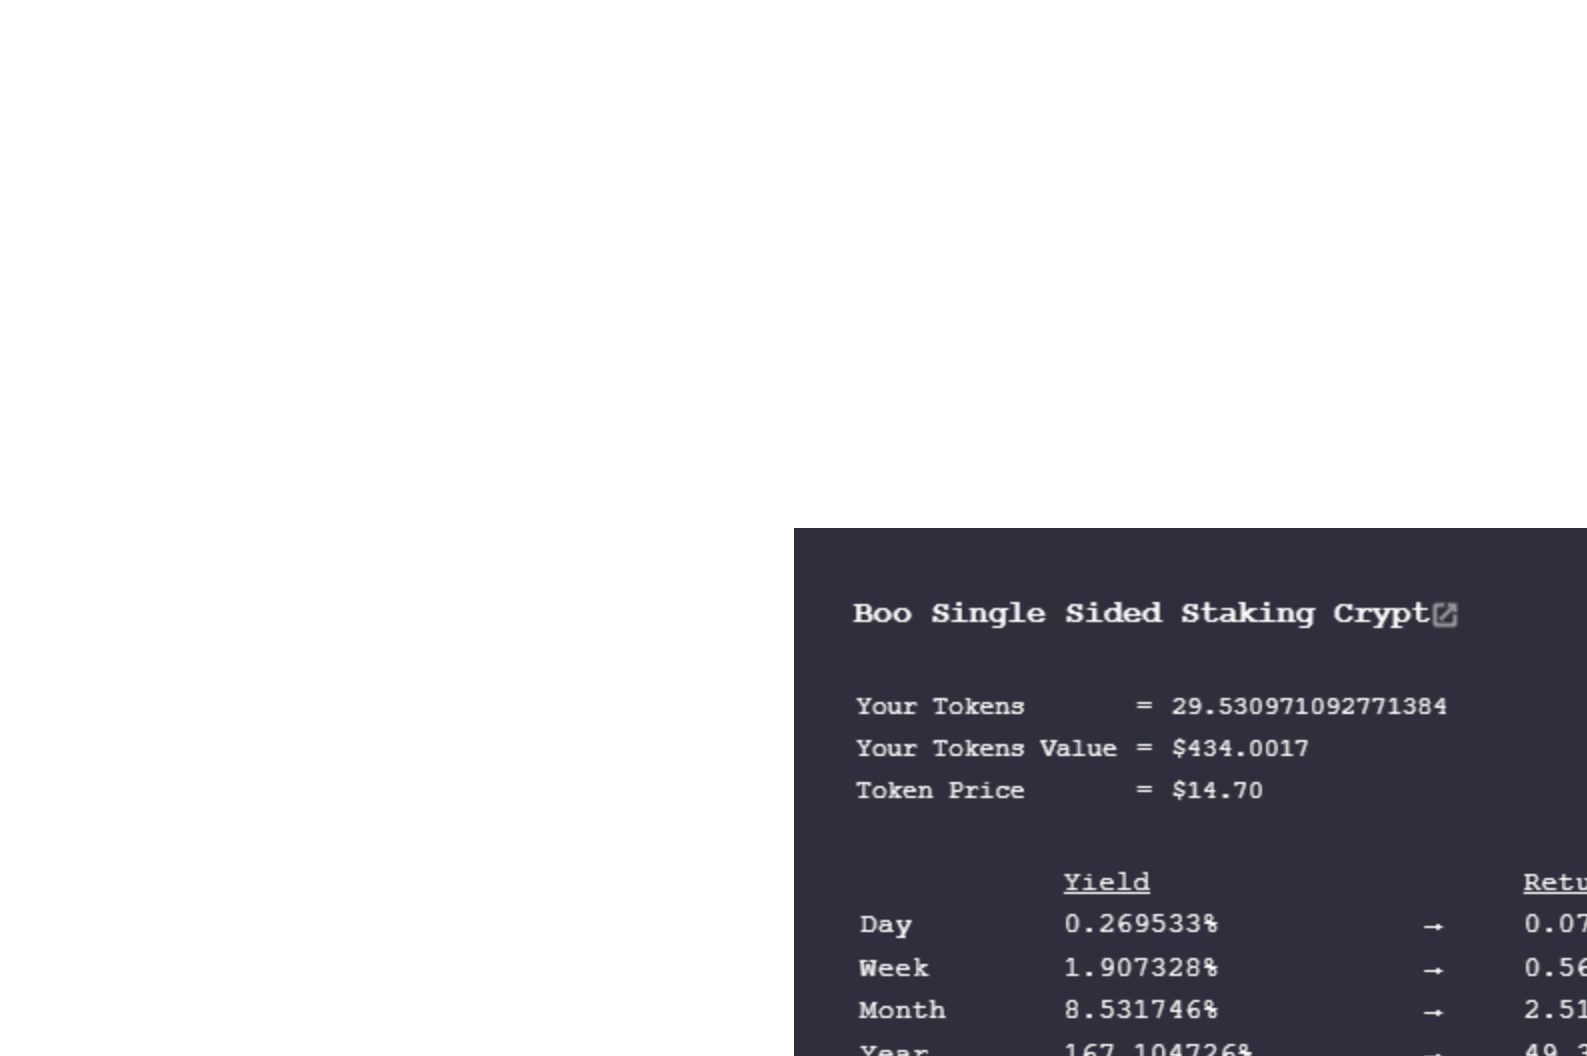 Boo Single Sided Staking Crypt
Your Tokens = 29.530971092771384
Your Tokens Value = $434.0017
Token Price = $14.70
Yield
Day 0.269533% → 0.07
Week 1.907328% → 0.56
Month 8.531746% → 2.51
Year 167.104726% → 49.